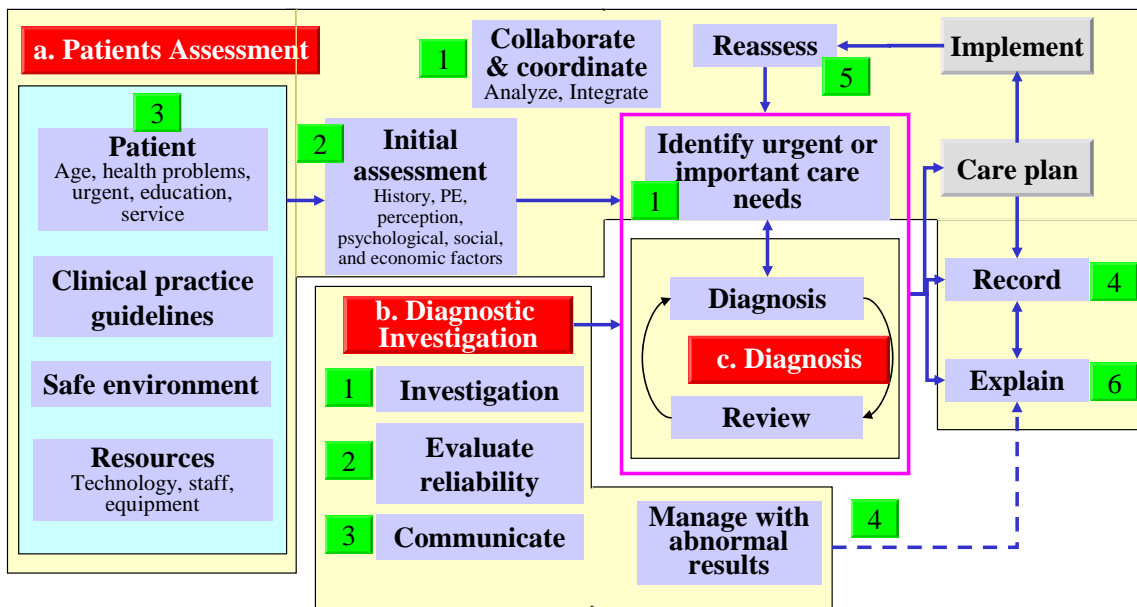 a. Patients Assessment
1
Collaborate
& coordinate
Analyze, Integrate
Reassess
5
Implement
3
Patient
Age, health problems,
urgent, education,
service
2
Initial
assessment
History, PE,
perception,
psychological, social,
and economic factors
Identify urgent or
important care
needs
1
Care plan
Clinical practice
guidelines
Safe environment
Resources
Technology, staff,
equipment
b. Diagnostic
Investigation
1
Investigation
2
Evaluate
reliability
3
Communicate
Diagnosis
c. Diagnosis
Review
Record
4
Explain
6
Manage with
abnormal
results
4